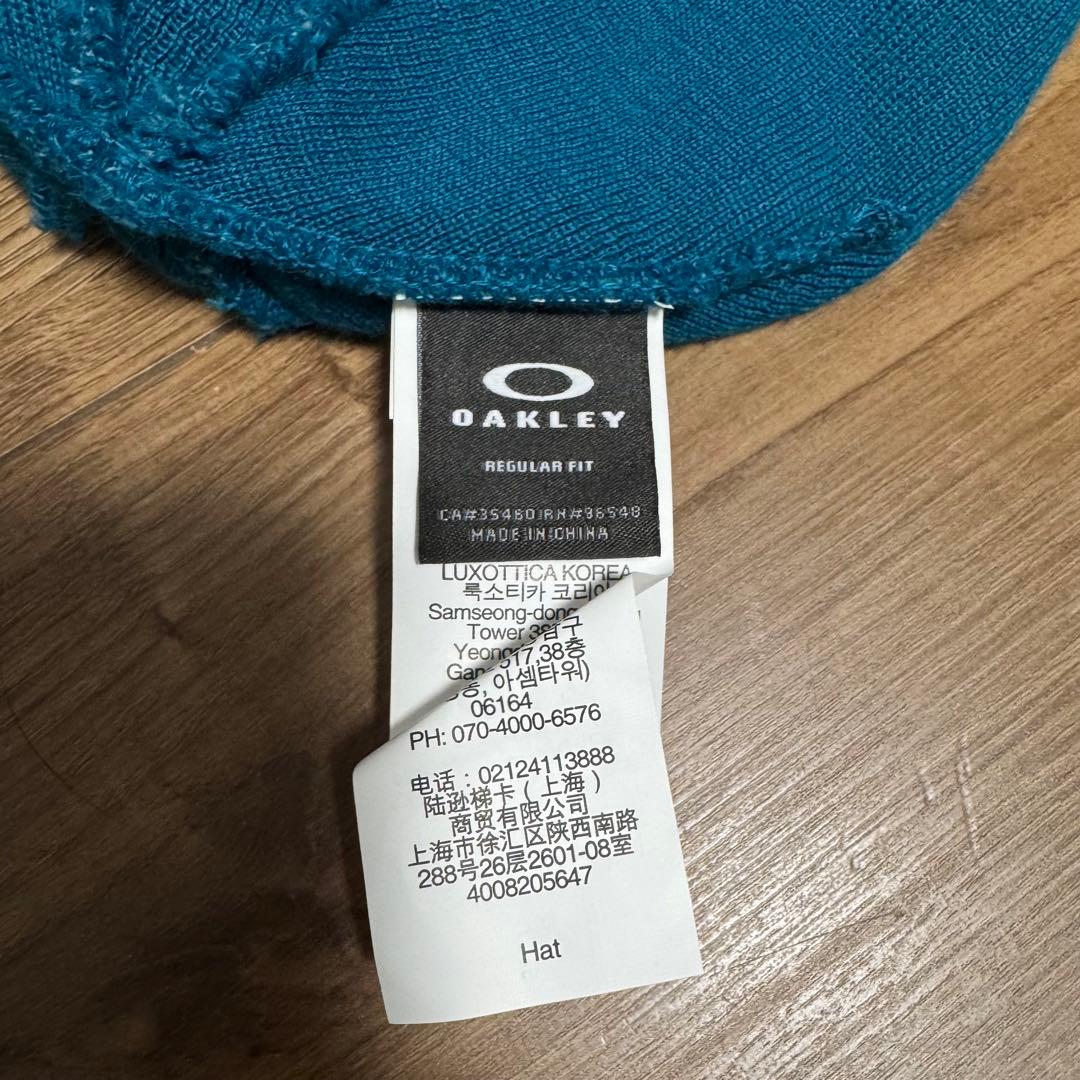 OAKLEY
REGULAR FIT
CA#35460 RN#96548
MADE IN CHINA
LUXOTTICA KOREA
룩소티카 코리아
Samseong-dong
Tower 3
Yeong
517,38층
아셈타워)
06164
PH: 070-4000-6576
电话：02124113888
陆逊梯卡（上海）
商贸有限公司
上海市徐汇区陕西南路
288号26层2601-08室
4008205647
Hat